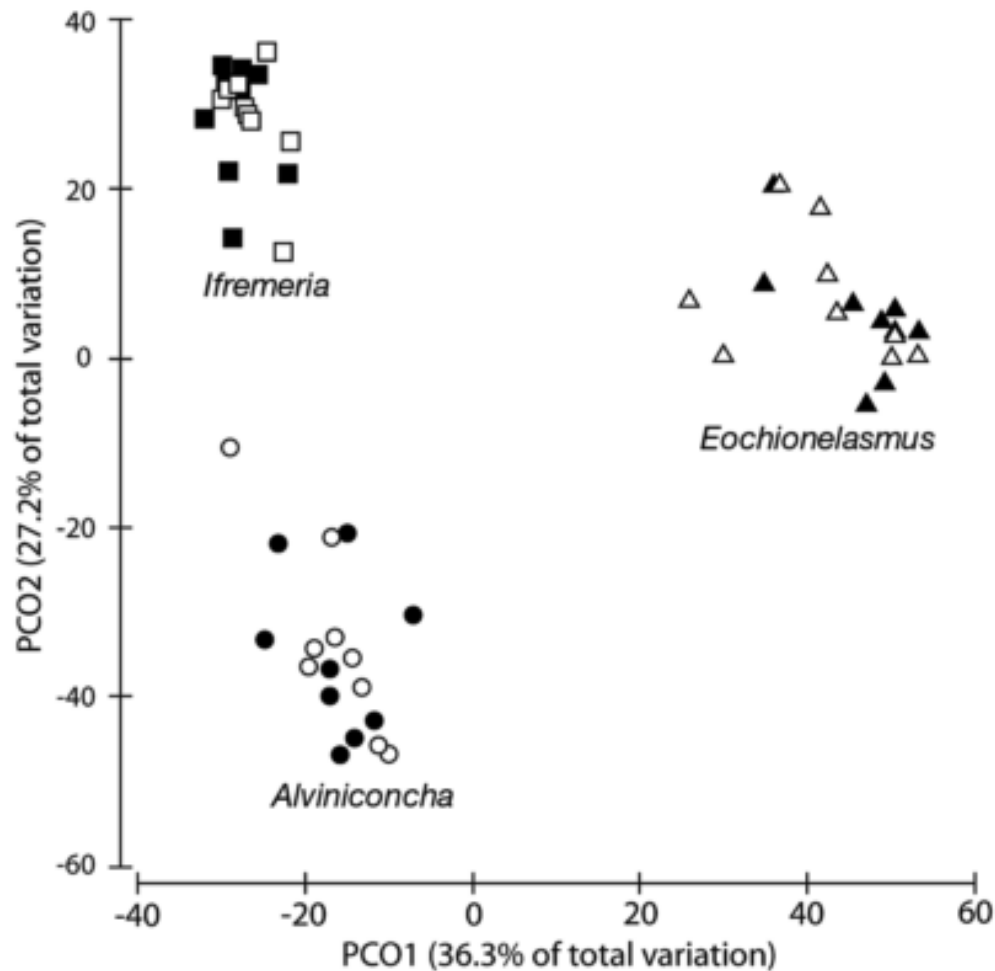 40
20
0
-20
-40
-60
PCO2 (27.2% of total variation)
Ifremeria
Eochionelasmus
Alviniconcha
-40 -20 0 20 40 60
PCO1 (36.3% of total variation)